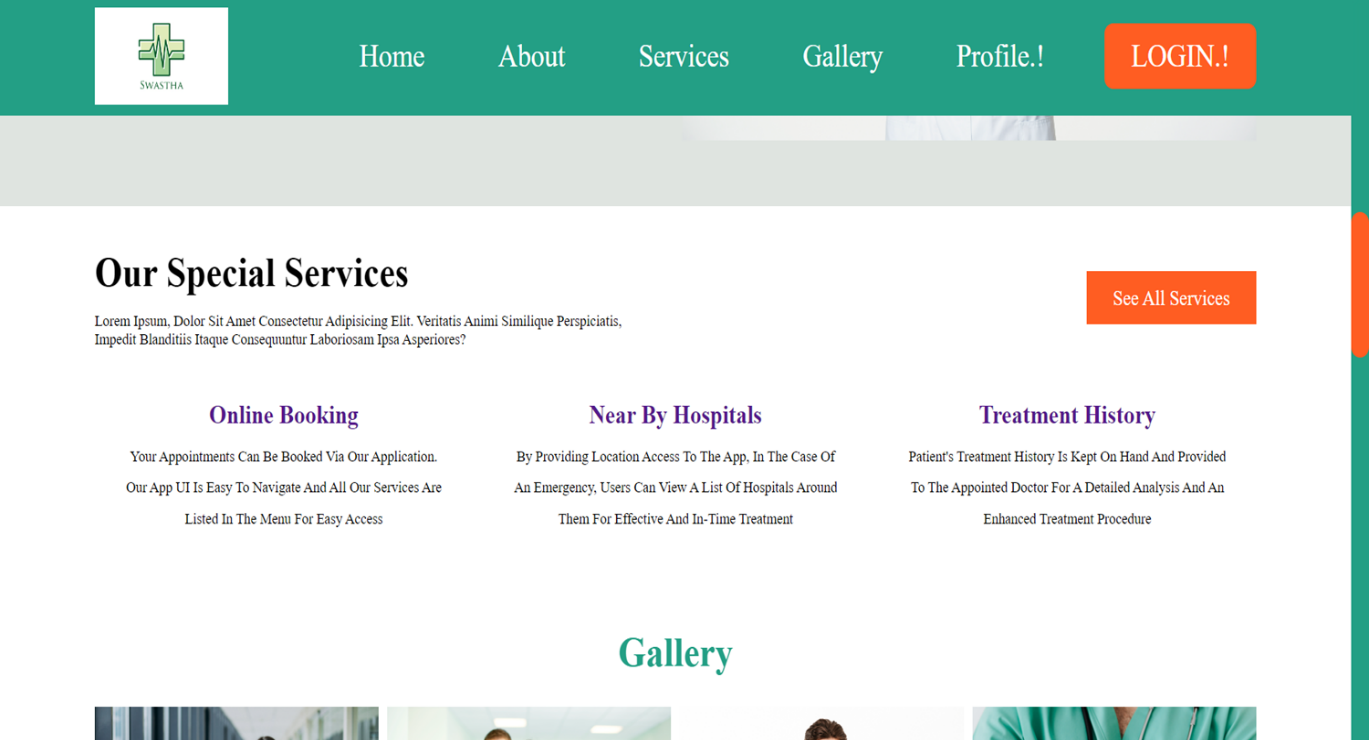 SWASTHA
Home
About
Services
Gallery
Profile.!
LOGIN.!
Our Special Services
Lorem Ipsum, Dolor Sit Amet Consectetur Adipisicing Elit. Veritatis Animi Similique Perspiciatis,
Impedit Blanditiis Itaque Consequuntur Laboriosam Ipsa Asperiores?
See All Services
Online Booking
Your Appointments Can Be Booked Via Our Application.
Our App UI Is Easy To Navigate And All Our Services Are
Listed In The Menu For Easy Access
Near By Hospitals
By Providing Location Access To The App, In The Case Of
An Emergency, Users Can View A List Of Hospitals Around
Them For Effective And In-Time Treatment
Treatment History
Patient's Treatment History Is Kept On Hand And Provided
To The Appointed Doctor For A Detailed Analysis And An
Enhanced Treatment Procedure
Gallery